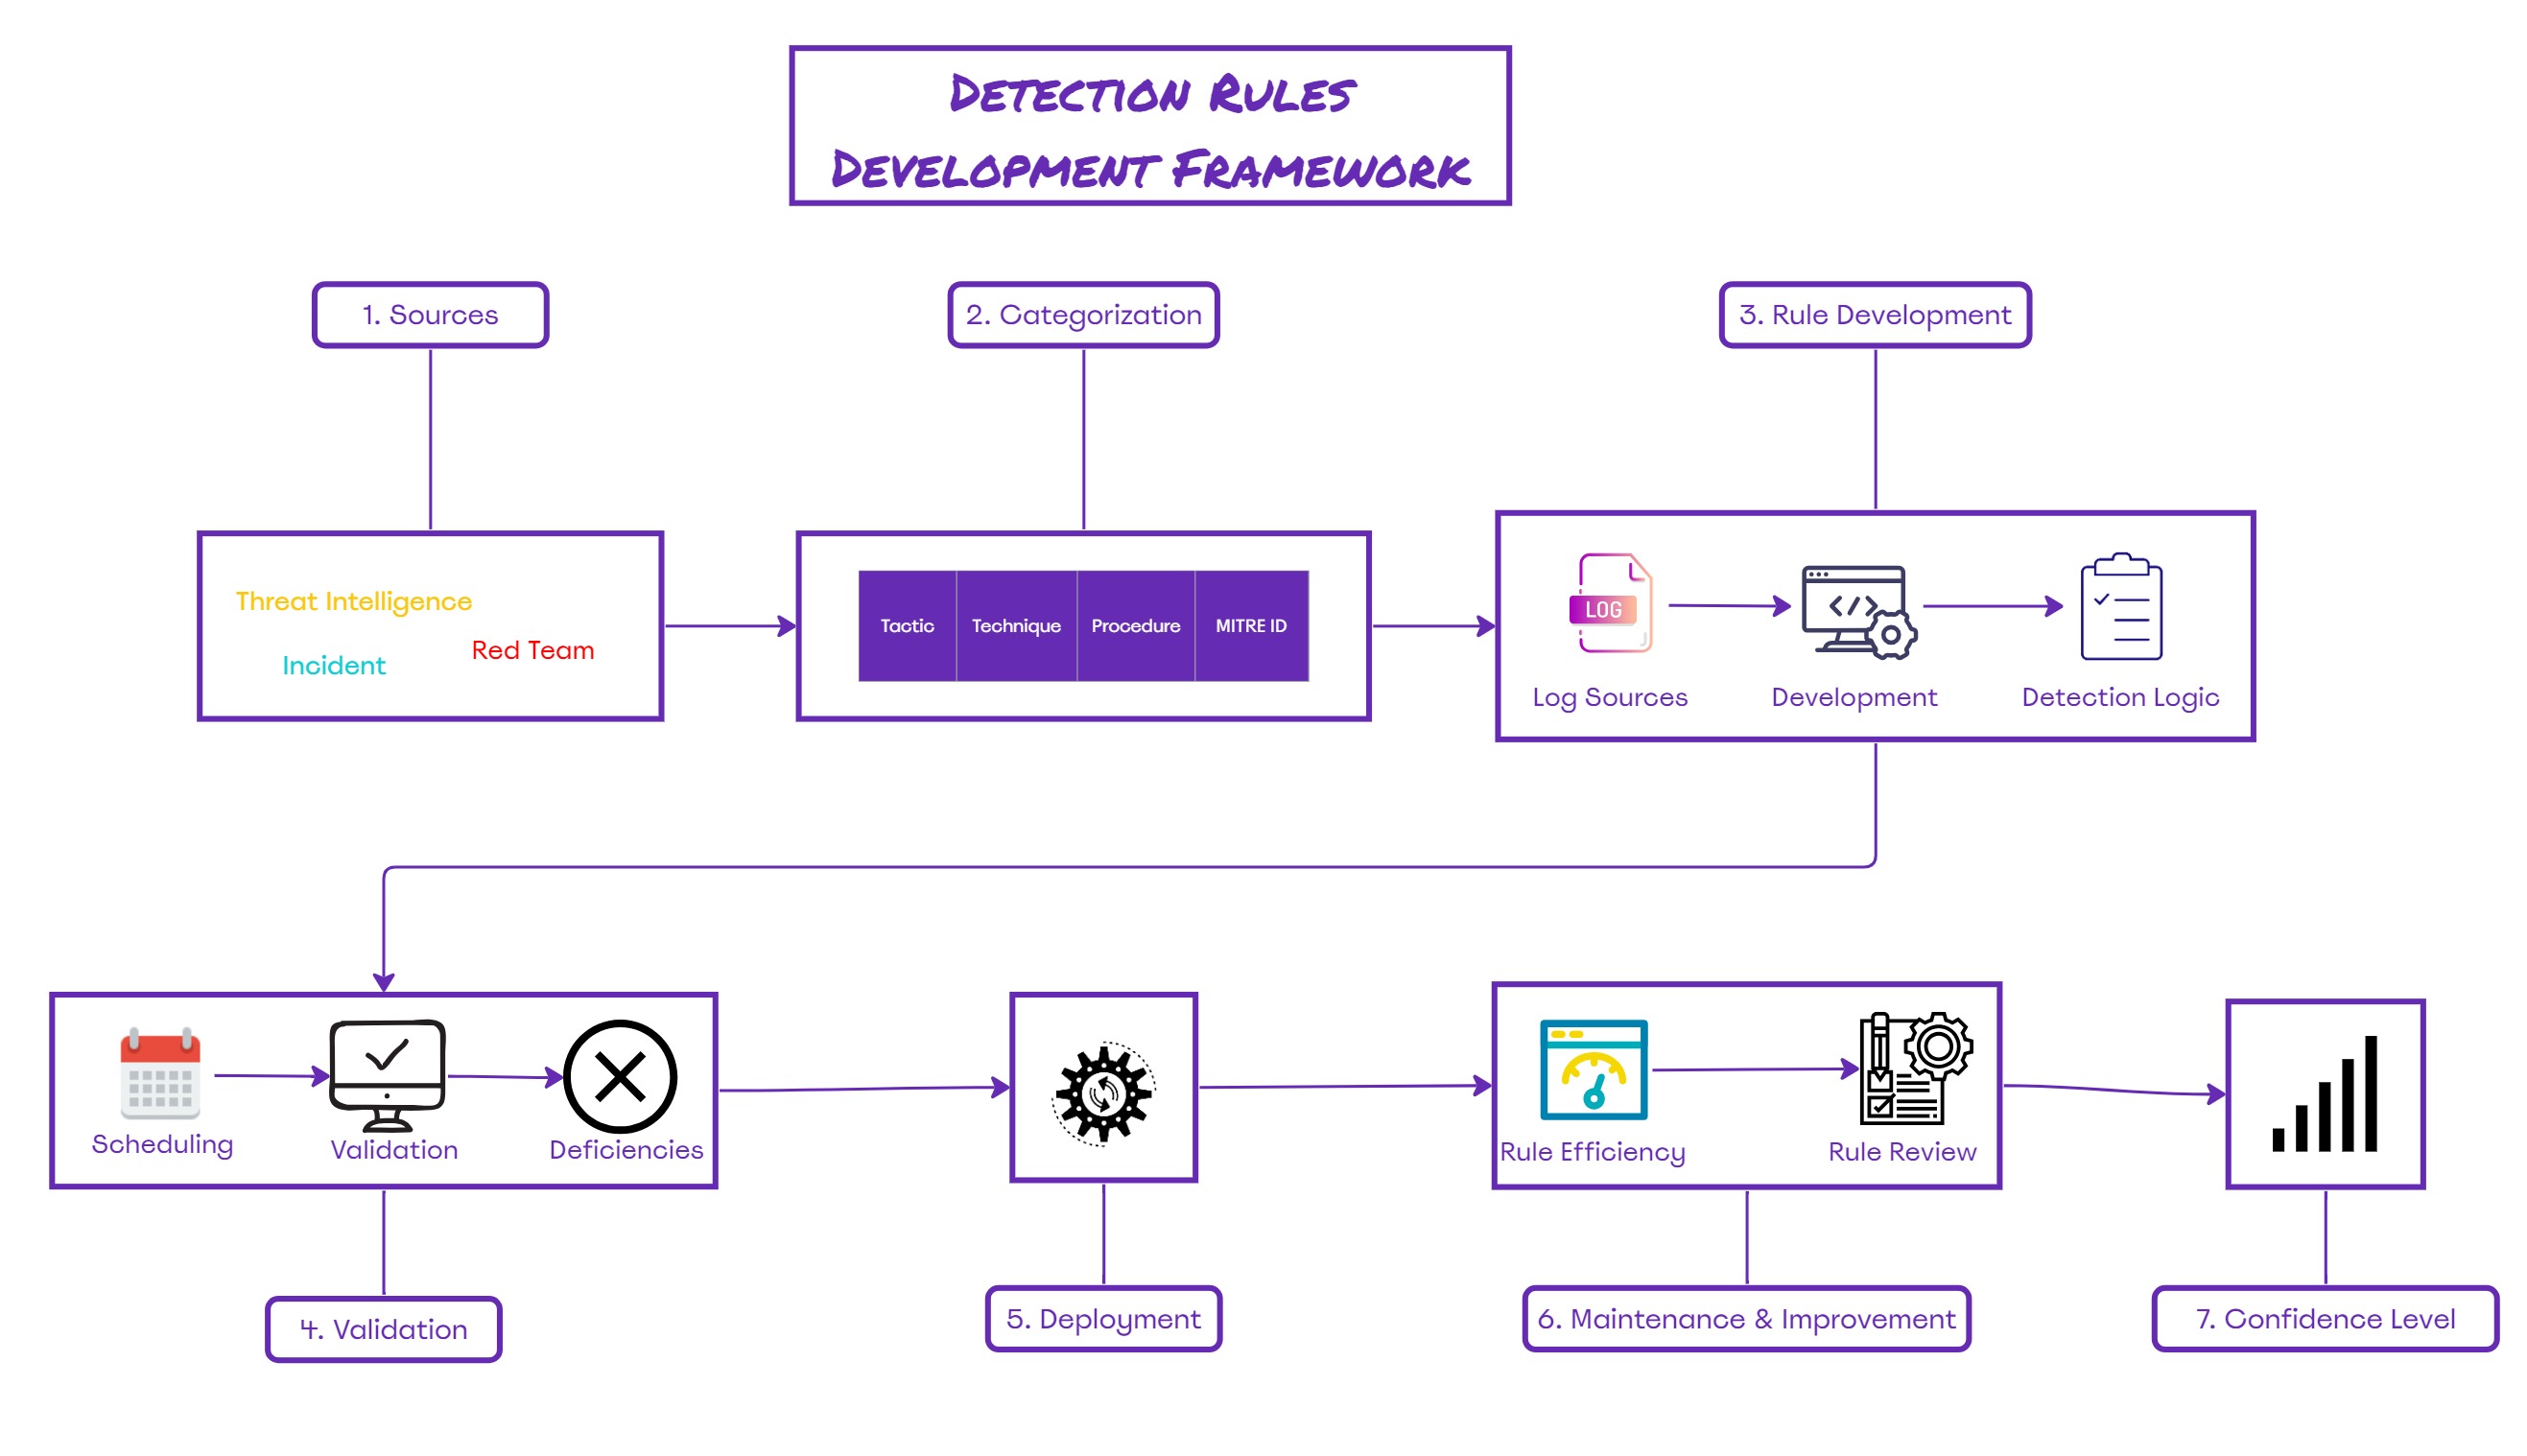 Detection Rules
Development Framework
1. Sources
2. Categorization
3. Rule Development
Threat Intelligence
Red Team
Incident
Tactic
Technique
Procedure
MITRE ID
LOG
Log Sources
Development
Detection Logic
Scheduling
Validation
Deficiencies
Rule Efficiency
Rule Review
4. Validation
5. Deployment
6. Maintenance & Improvement
7. Confidence Level